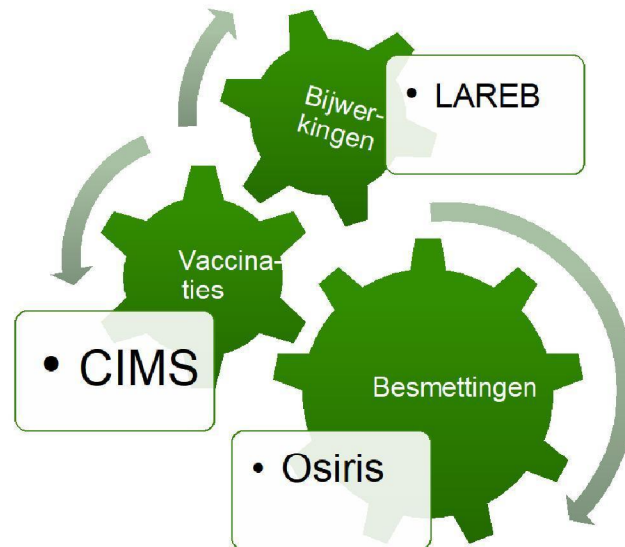 Bijwer-
kingen
• LAREB
Vaccina-
ties
• CIMS
Besmettingen
• Osiris